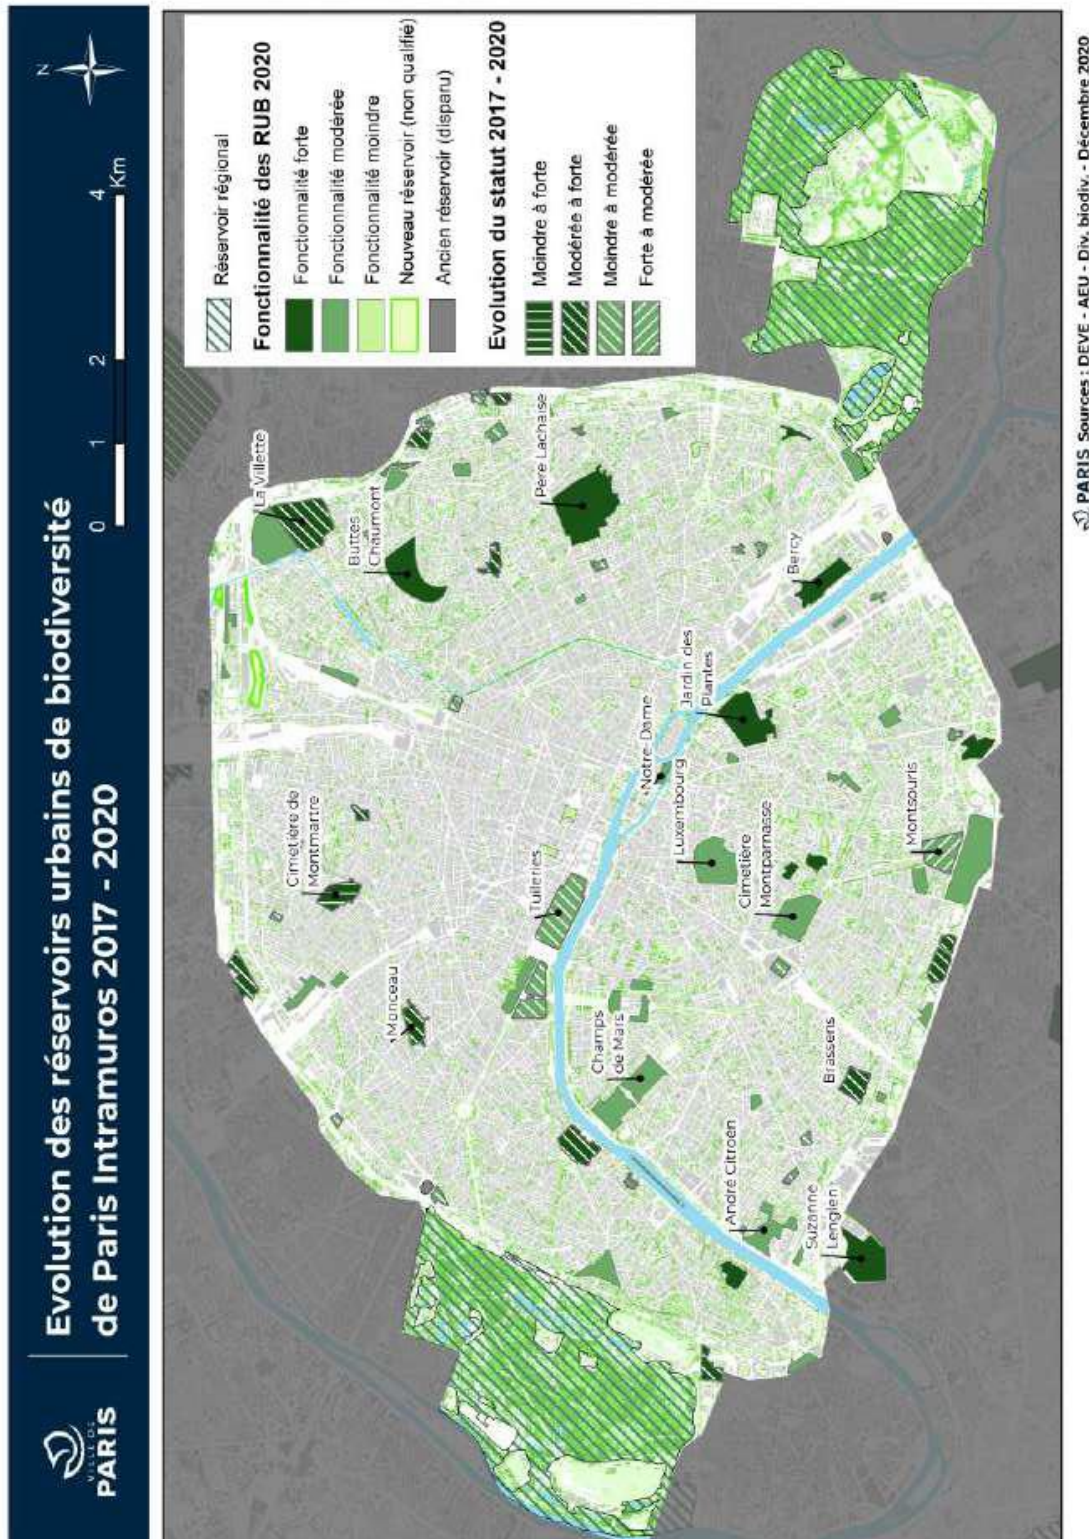 VILLE DE
PARIS
Evolution des réservoirs urbains de biodiversité
de Paris Intramuros 2017 - 2020
0
1
2
4
Km
N
Réservoir régional
Fonctionnalité des RUB 2020
Fonctionnalité forte
Fonctionnalité modérée
Fonctionnalité moindre
Nouveau réservoir (non qualifié)
Ancien réservoir (disparu)
Evolution du statut 2017 - 2020
Moindre à forte
Modérée à forte
Moindre à modérée
Forte à modérée
La Villette
Buttes
Chaumont
Cimetière de
Montmartre
Monceau
Père Lachaise
Tuileries
Notre-Dame
Jardin des
Plantes
Bercy
Champs
de Mars
Luxembourg
Cimetière
Montparnasse
André Citroën
Suzanne
Lenglen
Brassens
Montsouris
PARIS Sources : DEVE - AEU - Div. biodiv. - Décembre 2020